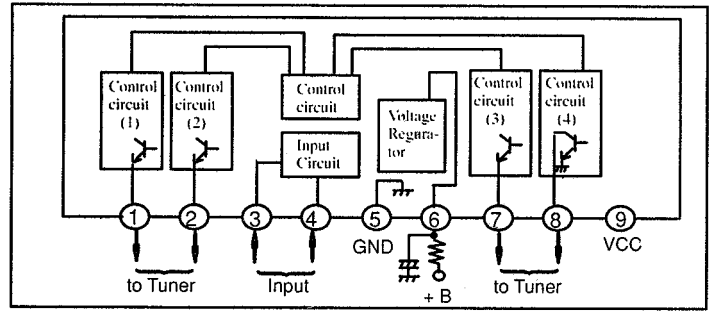 Control
circuit
(1)
Control
circuit
(2)
Control
circuit
Input
Circuit
Voltage
Regura-
tor
Control
circuit
(3)
Control
circuit
(4)
1 2 3 4 5 6 7 8 9
GND
VCC
to Tuner
Input
+ B
to Tuner